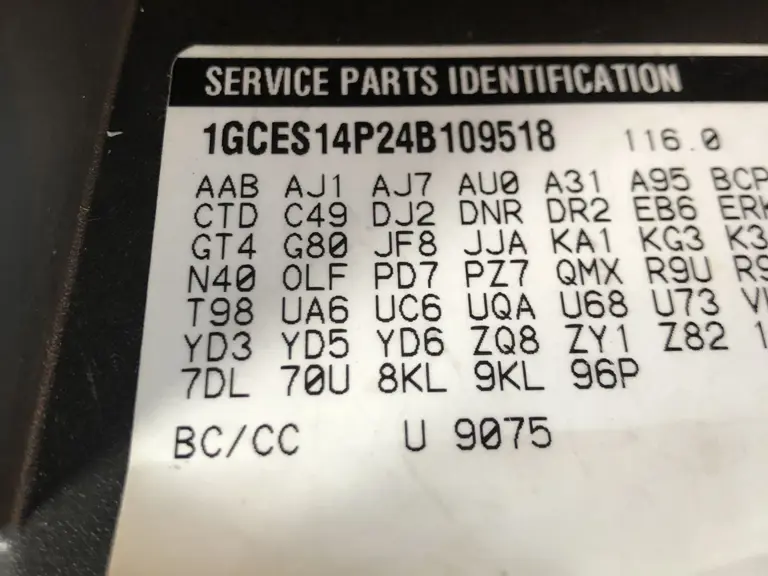 SERVICE PARTS IDENTIFICATION
1GCES14P24B109518 116.0
AAB AJ1 AJ7 AU0 A31 A95 BCP
CTD C49 DJ2 DNR DR2 EB6
GT4 G80 JF8 JJA KA1 KG3
N40 OLF PD7 PZ7 QMX R9U
T98 UA6 UC6 UQA U68 U73
YD3 YD5 YD6 ZQ8 ZY1 Z82
7DL 70U 8KL 9KL 96P
BC/CC U 9075